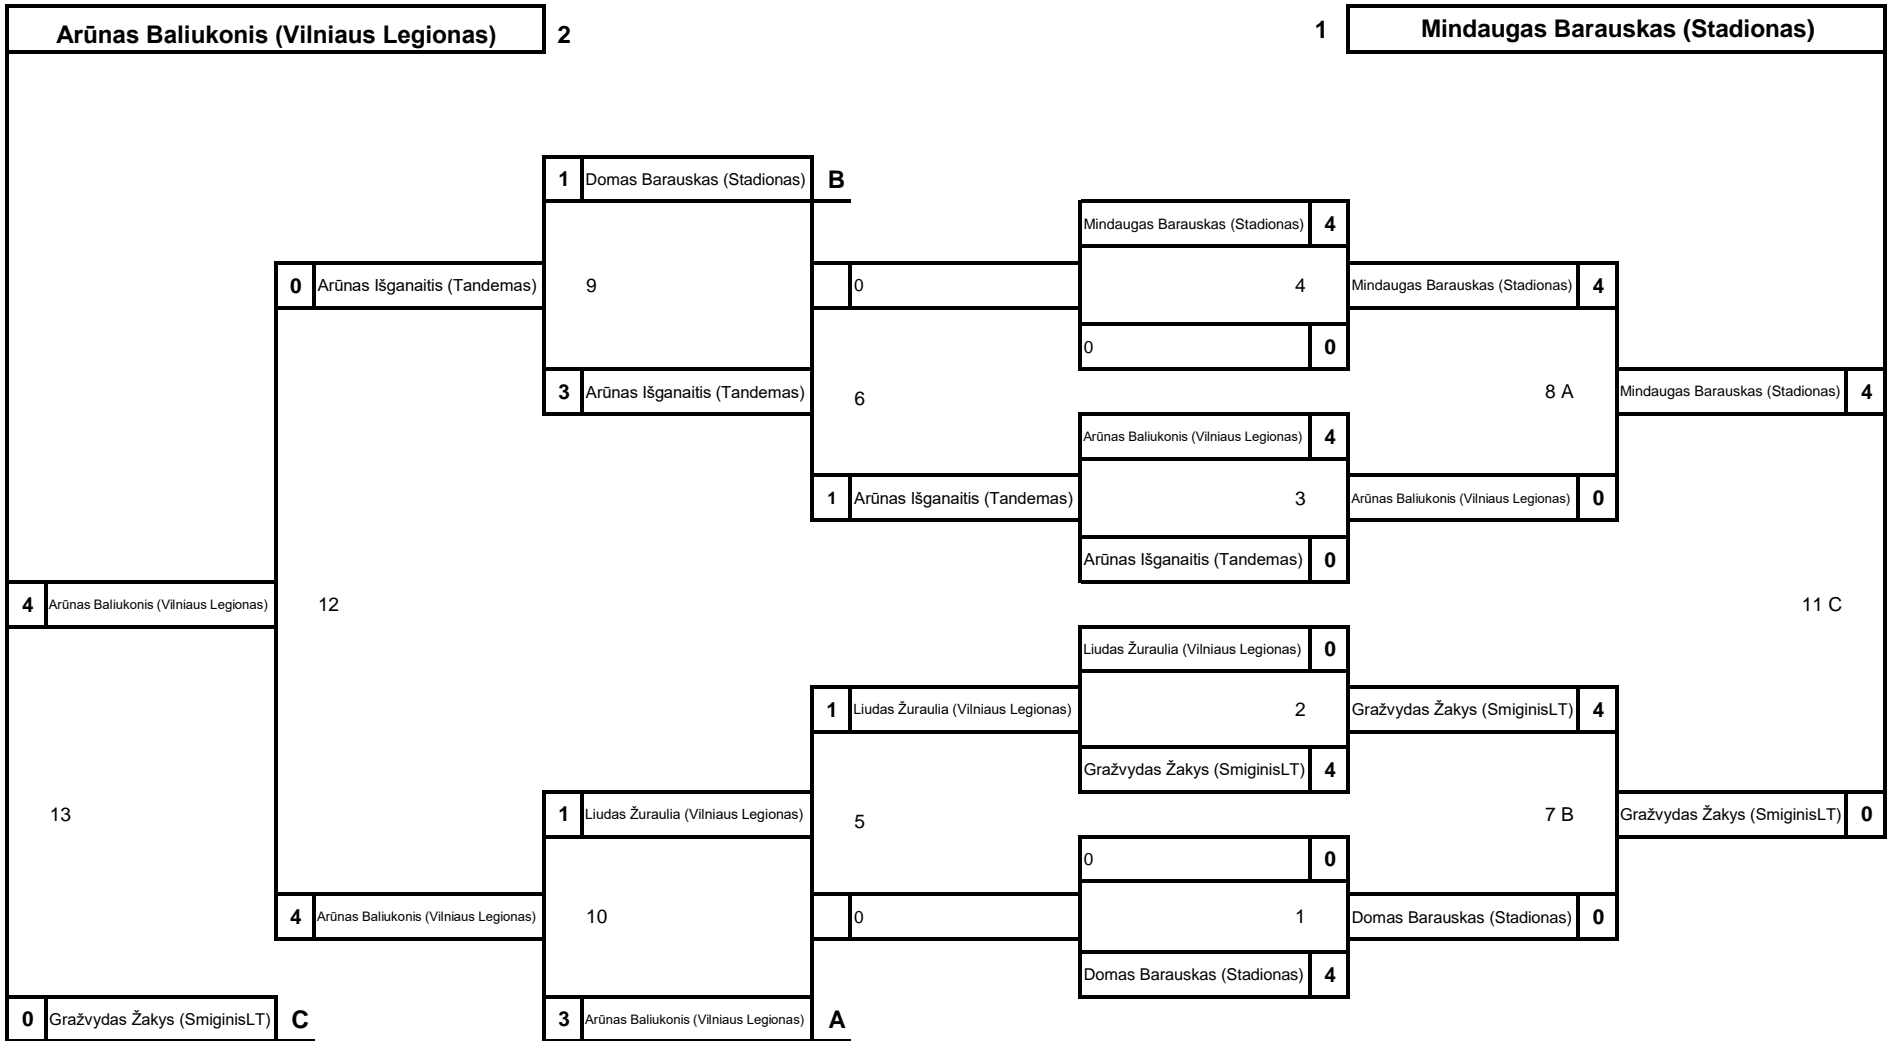 Arūnas Baliukonis (Vilniaus Legionas) 2 1 Mindaugas Barauskas (Stadionas)
1 Domas Barauskas (Stadionas) B
Mindaugas Barauskas (Stadionas) 4
0 Arūnas Išganaitis (Tandemas) 9 0 4 Mindaugas Barauskas (Stadionas) 4
0 0
3 Arūnas Išganaitis (Tandemas) 6 8 A Mindaugas Barauskas (Stadionas) 4
Arūnas Baliukonis (Vilniaus Legionas) 4
1 Arūnas Išganaitis (Tandemas) 3 Arūnas Baliukonis (Vilniaus Legionas) 0
Arūnas Išganaitis (Tandemas) 0
4 Arūnas Baliukonis (Vilniaus Legionas) 12 11 C
Liudas Žuraulia (Vilniaus Legionas) 0
1 Liudas Žuraulia (Vilniaus Legionas) 2 Gražvydas Žakys (SmiginisLT) 4
Gražvydas Žakys (SmiginisLT) 4
13 1 Liudas Žuraulia (Vilniaus Legionas) 5 7 B Gražvydas Žakys (SmiginisLT) 0
0 0
4 Arūnas Baliukonis (Vilniaus Legionas) 10 0 1 Domas Barauskas (Stadionas) 0
Domas Barauskas (Stadionas) 4
0 Gražvydas Žakys (SmiginisLT) C 3 Arūnas Baliukonis (Vilniaus Legionas) A